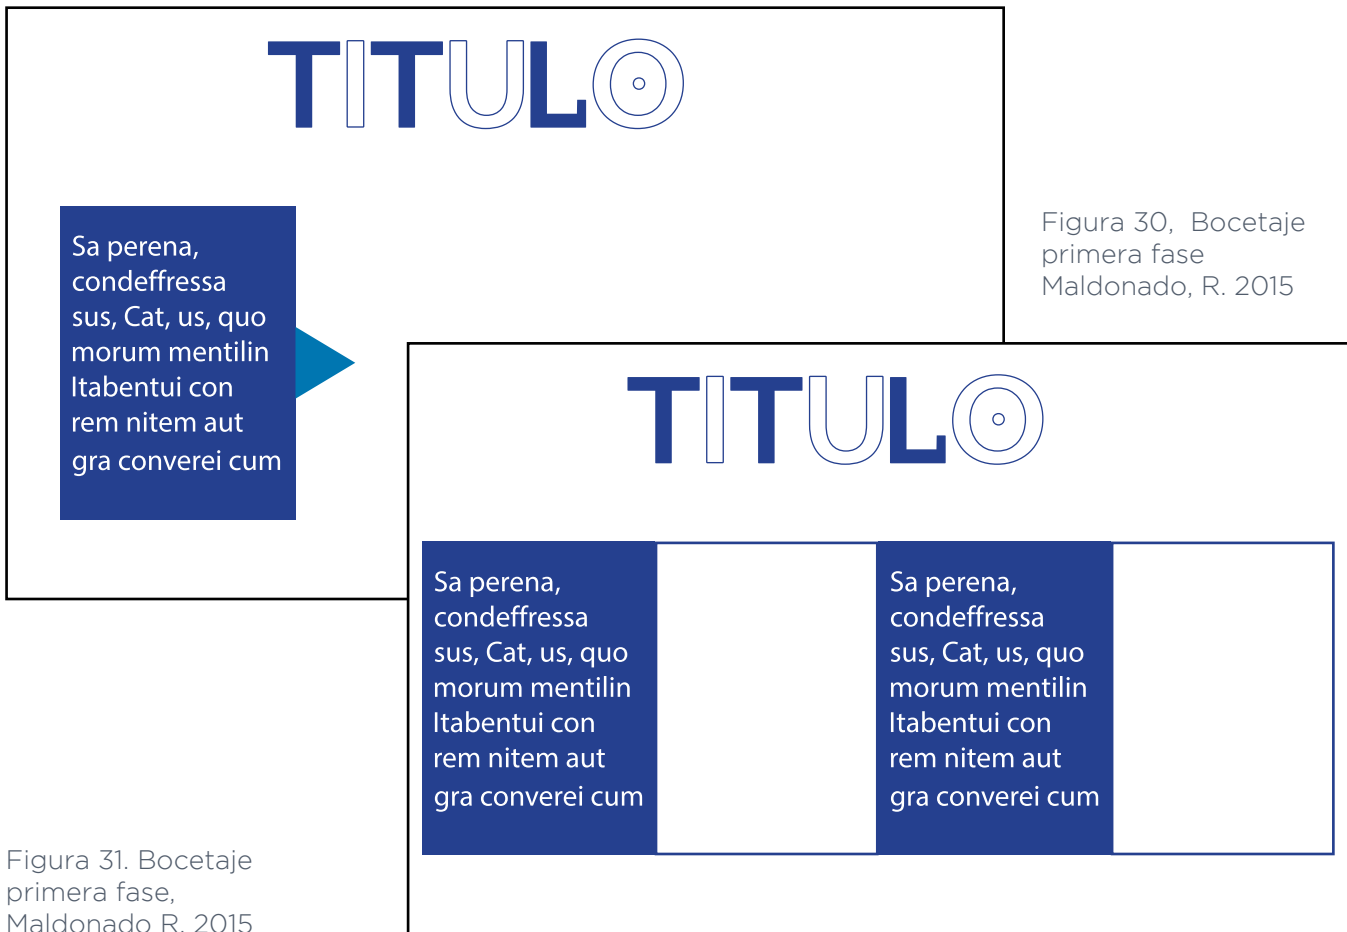 TITULO
Sa perena,
condeffressa
sus, Cat, us, quo
morum mentilin
Itabentui con
rem nitem aut
gra converei cum
Figura 30, Bocetaje
primera fase
Maldonado, R. 2015
TITULO
Sa perena,
condeffressa
sus, Cat, us, quo
morum mentilin
Itabentui con
rem nitem aut
gra converei cum
Sa perena,
condeffressa
sus, Cat, us, quo
morum mentilin
Itabentui con
rem nitem aut
gra converei cum
Figura 31. Bocetaje
primera fase,
Maldonado R. 2015